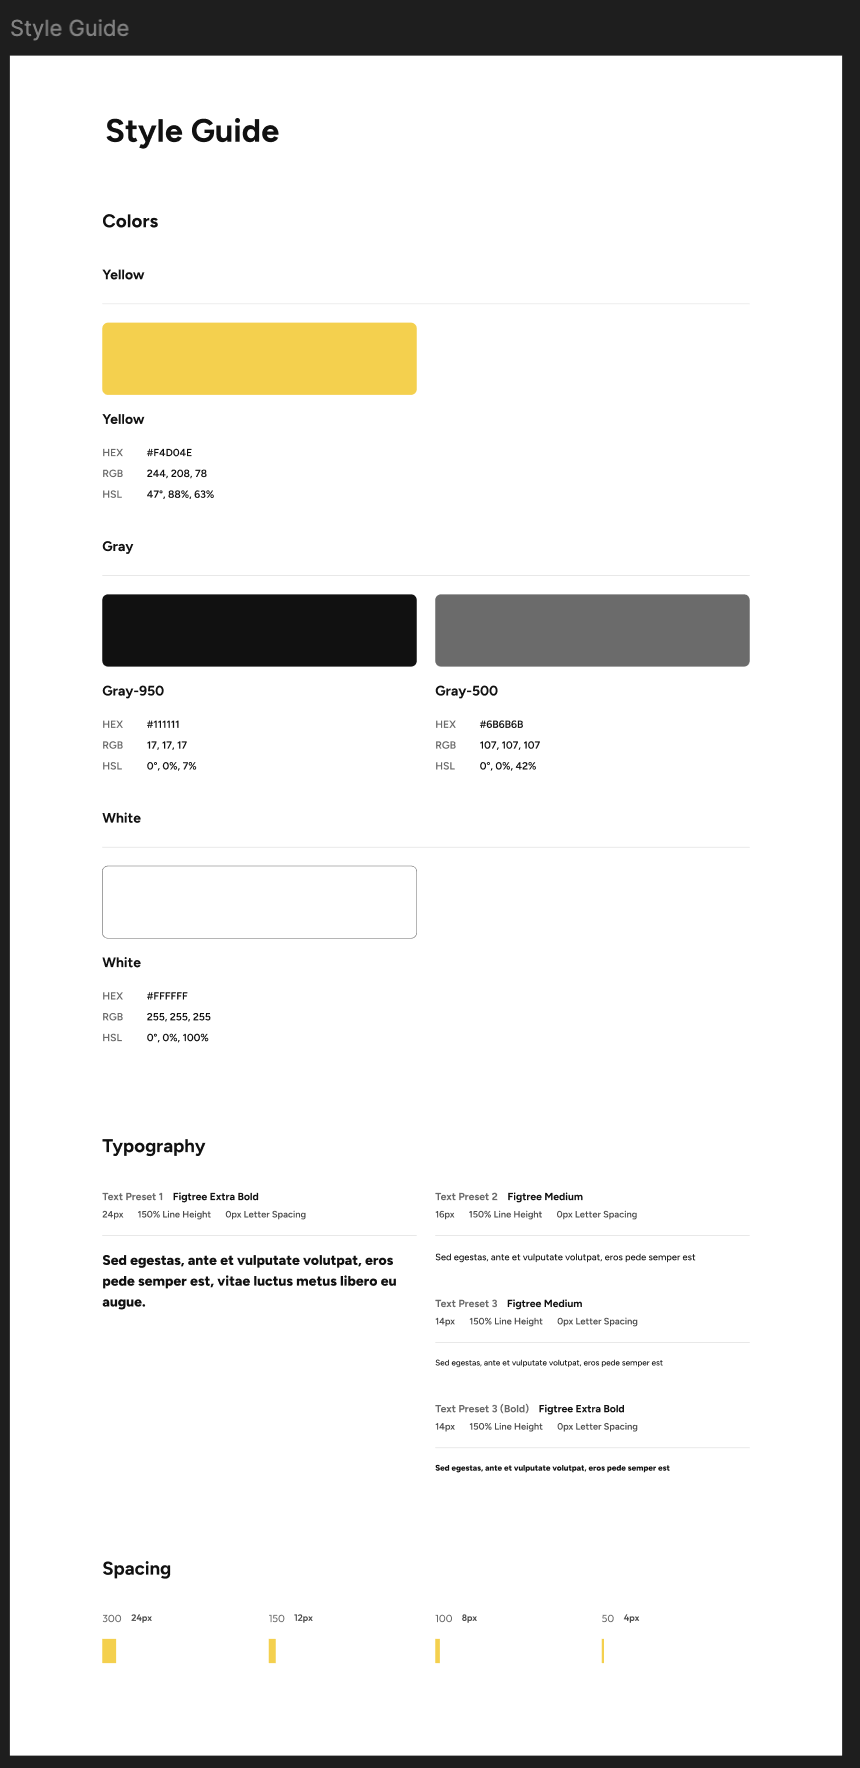 Style Guide
Style Guide
Colors
Yellow
Yellow
HEX #F4D04E
RGB 244, 208, 78
HSL 47°, 88%, 63%
Gray
Gray-950
HEX #111111
RGB 17, 17, 17
HSL 0°, 0%, 7%
Gray-500
HEX #6B6B6B
RGB 107, 107, 107
HSL 0°, 0%, 42%
White
White
HEX #FFFFFF
RGB 255, 255, 255
HSL 0°, 0%, 100%
Typography
Text Preset 1 Figtree Extra Bold
24px 150% Line Height 0px Letter Spacing
Sed egestas, ante et vulputate volutpat, eros
pede semper est, vitae luctus metus libero eu
augue.
Text Preset 2 Figtree Medium
16px 150% Line Height 0px Letter Spacing
Sed egestas, ante et vulputate volutpat, eros pede semper est
Text Preset 3 Figtree Medium
14px 150% Line Height 0px Letter Spacing
Sed egestas, ante et vulputate volutpat, eros pede semper est
Text Preset 3 (Bold) Figtree Extra Bold
14px 150% Line Height 0px Letter Spacing
Sed egestas, ante et vulputate volutpat, eros pede semper est
Spacing
300 24px
150 12px
100 8px
50 4px